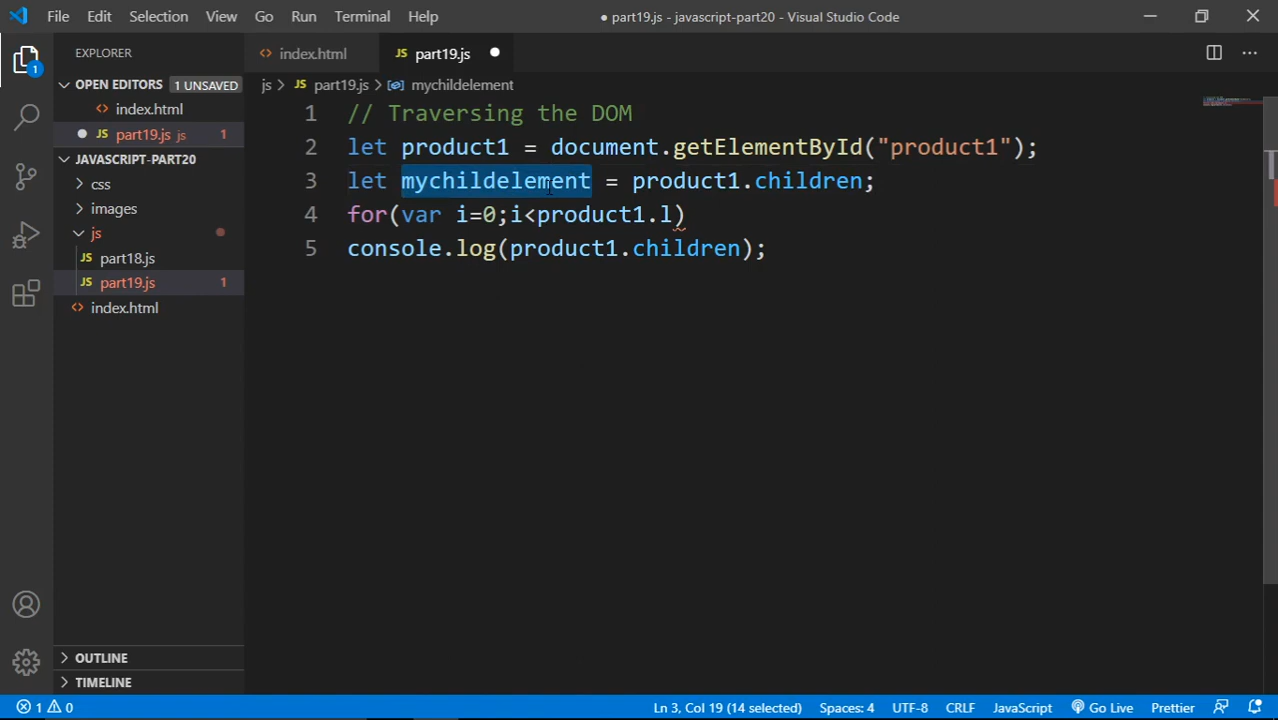 File Edit Selection View Go Run Terminal Help
● part19.js - javascript-part20 - Visual Studio Code
EXPLORER
OPEN EDITORS 1 UNSAVED
index.html
part19.js js 1
JAVASCRIPT-PART20
css
images
js
part18.js
part19.js 1
index.html
OUTLINE
TIMELINE
1
index.html JS part19.js
js > JS part19.js > mychildelement
1 // Traversing the DOM
2 let product1 = document.getElementById("product1");
3 let mychildelement = product1.children;
4 for(var i=0;i<product1.l)
5 console.log(product1.children);
1 0 Ln 3, Col 19 (14 selected) Spaces: 4 UTF-8 CRLF JavaScript Go Live Prettier